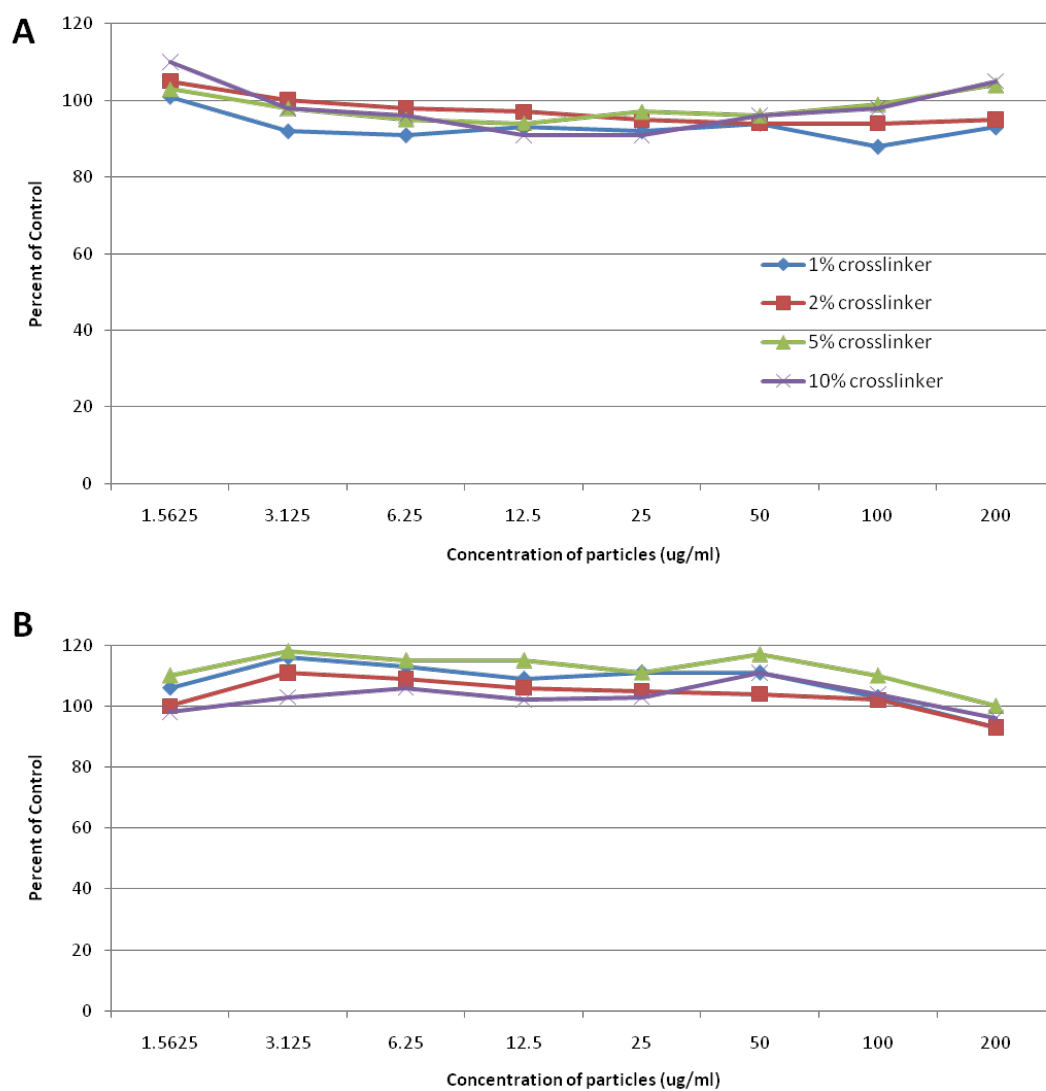 A
120
100
80
60
40
20
0
Percent of Control
1% crosslinker
2% crosslinker
5% crosslinker
10% crosslinker
1.5625 3.125 6.25 12.5 25 50 100 200
Concentration of particles (ug/ml)
B
120
100
80
60
40
20
0
Percent of Control
1.5625 3.125 6.25 12.5 25 50 100 200
Concentration of particles (ug/ml)